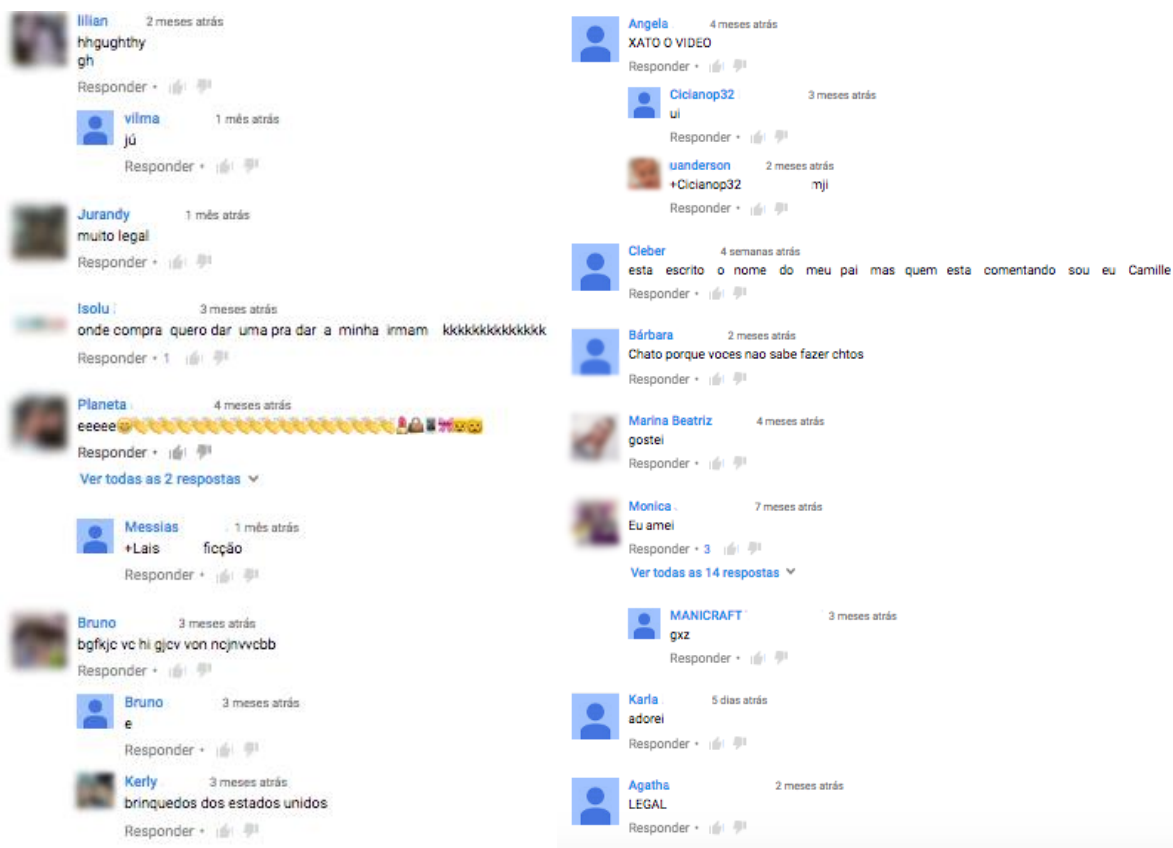 lilian 2 meses atrás
hhgughthy
gh
Responder •
vilma 1 mês atrás
jú
Responder •
Jurandy 1 mês atrás
muito legal
Responder •
Isolu 3 meses atrás
onde compra quero dar uma pra dar a minha irmam kkkkkkkkkkkkkk
Responder • 1
Planeta 4 meses atrás
eeeee😄👏👏👏👏👏👏👏👏👏👏👏👏👏👏👏👏👏👏💄👜📱🎀
Responder •
Ver todas as 2 respostas
Messias 1 mês atrás
+Lais ficção
Responder •
Bruno 3 meses atrás
bgfkjc vc hi gjcv von ncjnvvcbb
Responder •
Bruno 3 meses atrás
e
Responder •
Kerly 3 meses atrás
brinquedos dos estados unidos
Responder •
Angela 4 meses atrás
XATO O VIDEO
Responder •
Cicianop32 3 meses atrás
ui
Responder •
uanderson 2 meses atrás
+Cicianop32 mji
Responder •
Cleber 4 semanas atrás
esta escrito o nome do meu pai mas quem esta comentando sou eu Camille
Responder •
Bárbara 2 meses atrás
Chato porque voces nao sabe fazer chtos
Responder •
Marina Beatriz 4 meses atrás
gostei
Responder •
Monica 7 meses atrás
Eu amei
Responder • 3
Ver todas as 14 respostas
MANICRAFT 3 meses atrás
gxz
Responder •
Karla 5 dias atrás
adorei
Responder •
Agatha 2 meses atrás
LEGAL
Responder •